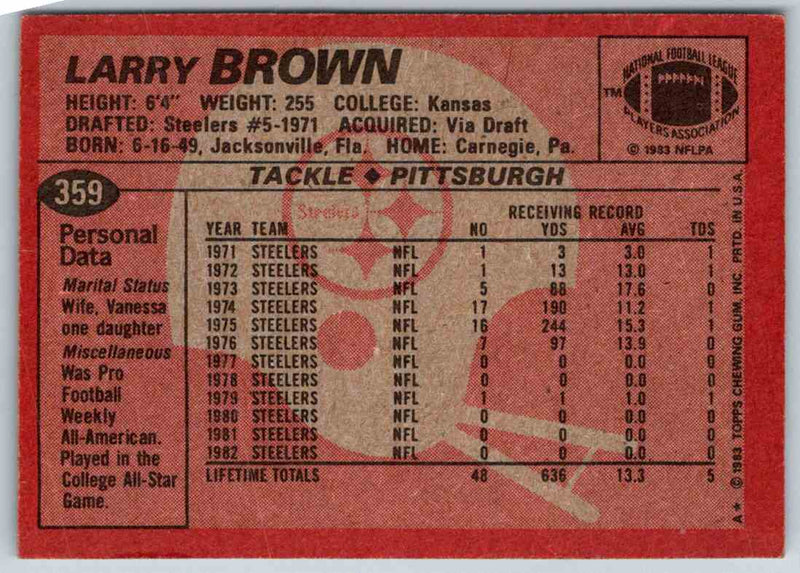 LARRY BROWN
HEIGHT: 6'4" WEIGHT: 255 COLLEGE: Kansas
DRAFTED: Steelers #5-1971 ACQUIRED: Via Draft
BORN: 6-16-49, Jacksonville, Fla. HOME: Carnegie, Pa.
NATIONAL FOOTBALL LEAGUE
TM
PLAYERS ASSOCIATION
© 1983 NFLPA
TACKLE ◆ PITTSBURGH
359
Personal
Data
Marital Status
Wife, Vanessa
one daughter
Miscellaneous
Was Pro
Football
Weekly
All-American.
Played in the
College All-Star
Game.
Steelers
RECEIVING RECORD
YEAR TEAM NO YDS AVG TDS
1971 STEELERS NFL 1 3 3.0 1
1972 STEELERS NFL 1 13 13.0 1
1973 STEELERS NFL 5 88 17.6 0
1974 STEELERS NFL 17 190 11.2 1
1975 STEELERS NFL 16 244 15.3 1
1976 STEELERS NFL 7 97 13.9 0
1977 STEELERS NFL 0 0 0.0 0
1978 STEELERS NFL 0 0 0.0 0
1979 STEELERS NFL 1 1 1.0 1
1980 STEELERS NFL 0 0 0.0 0
1981 STEELERS NFL 0 0 0.0 0
1982 STEELERS NFL 0 0 0.0 0
LIFETIME TOTALS 48 636 13.3 5
A* © 1983 TOPPS CHEWING GUM, INC. PRTD. IN U.S.A.